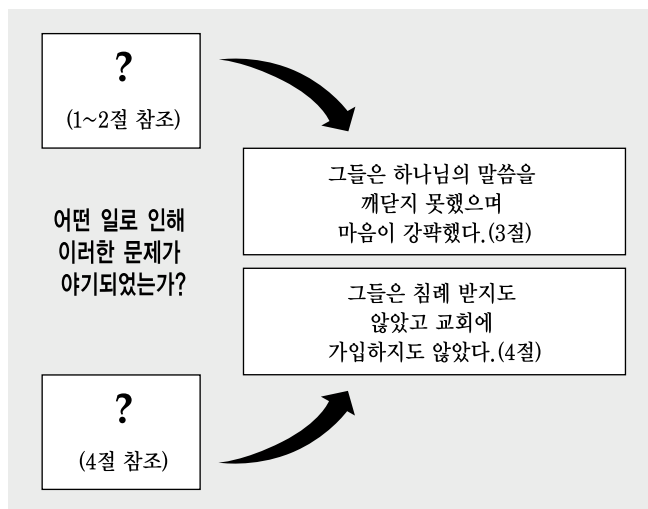 ?
(1~2절 참조)
그들은 하나님의 말씀을
깨닫지 못했으며
마음이 강퍅했다.(3절)
어떤 일로 인해
이러한 문제가
야기되었는가?
그들은 침례 받지도
않았고 교회에
가입하지도 않았다.(4절)
?
(4절 참조)